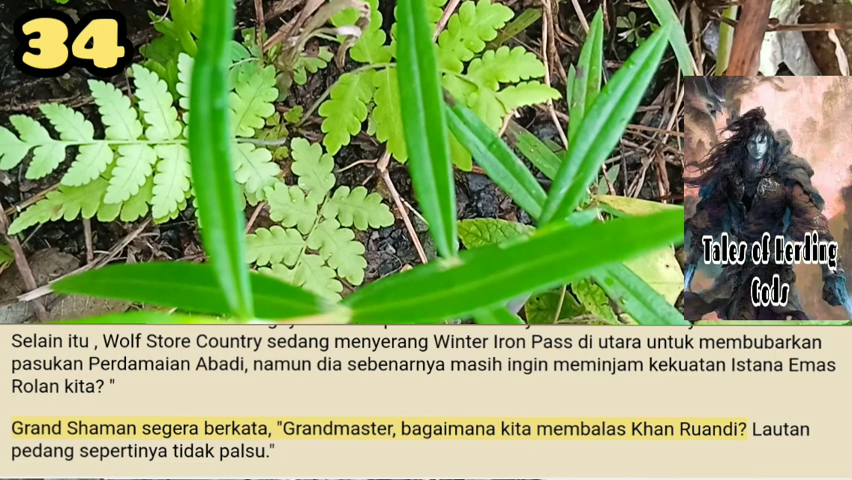 34
Tales of Herding
Gods
Selain itu , Wolf Store Country sedang menyerang Winter Iron Pass di utara untuk membubarkan
pasukan Perdamaian Abadi, namun dia sebenarnya masih ingin meminjam kekuatan Istana Emas
Rolan kita? "
Grand Shaman segera berkata, "Grandmaster, bagaimana kita membalas Khan Ruandi? Lautan
pedang sepertinya tidak palsu."